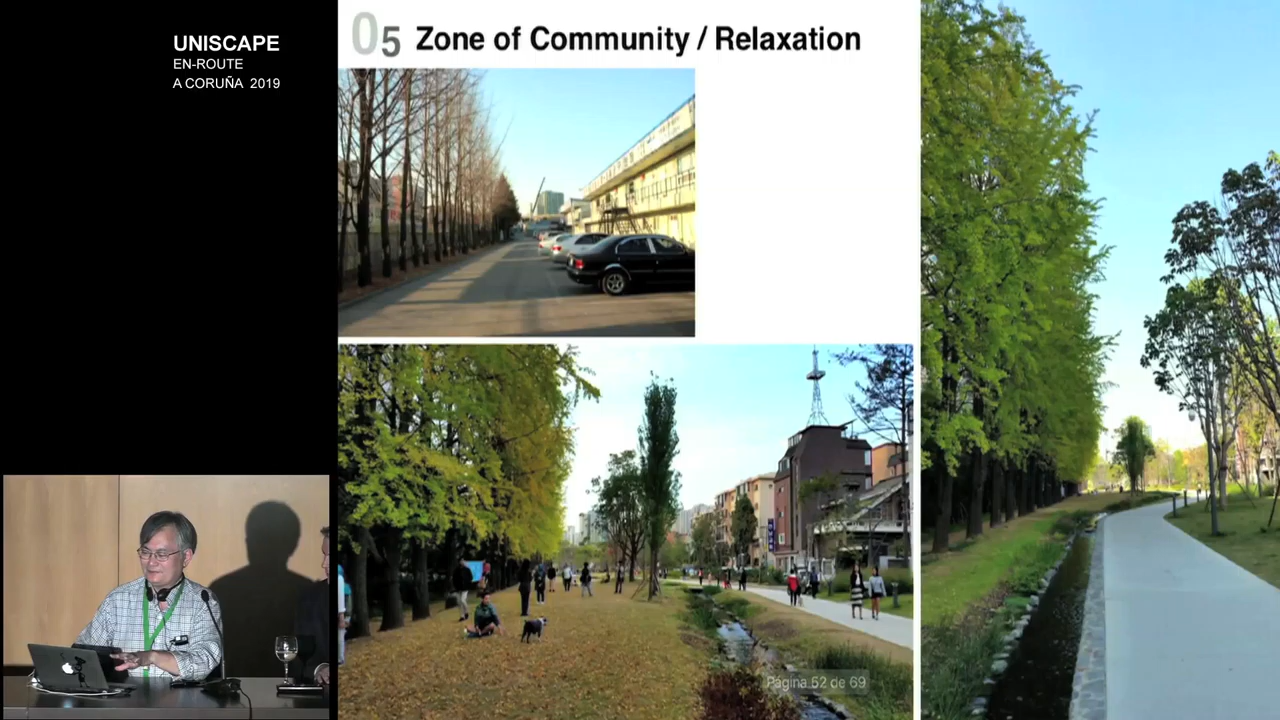 UNISCAPE
EN-ROUTE
A CORUÑA 2019
05 Zone of Community / Relaxation
Página 52 de 69